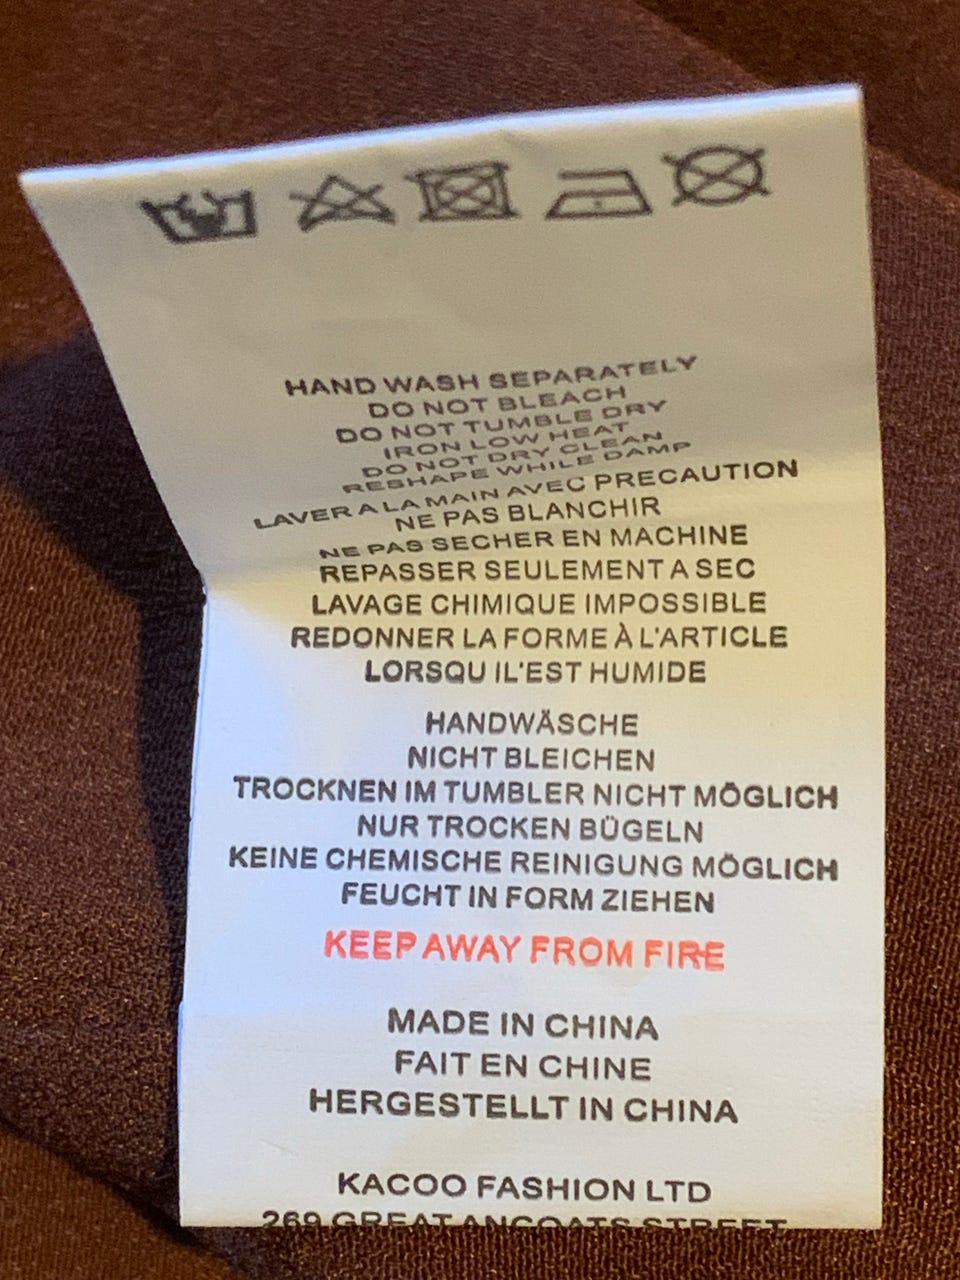 HAND WASH SEPARATELY
DO NOT BLEACH
DO NOT TUMBLE DRY
IRON LOW HEAT
DO NOT DRY CLEAN
RESHAPE WHILE DAMP
LAVER A LA MAIN AVEC PRECAUTION
NE PAS BLANCHIR
NE PAS SECHER EN MACHINE
REPASSER SEULEMENT A SEC
LAVAGE CHIMIQUE IMPOSSIBLE
REDONNER LA FORME À L'ARTICLE
LORSQU IL'EST HUMIDE
HANDWÄSCHE
NICHT BLEICHEN
TROCKNEN IM TUMBLER NICHT MÖGLICH
NUR TROCKEN BÜGELN
KEINE CHEMISCHE REINIGUNG MÖGLICH
FEUCHT IN FORM ZIEHEN
KEEP AWAY FROM FIRE
MADE IN CHINA
FAIT EN CHINE
HERGESTELLT IN CHINA
KACOO FASHION LTD
269 GREAT ANCOATS STREET